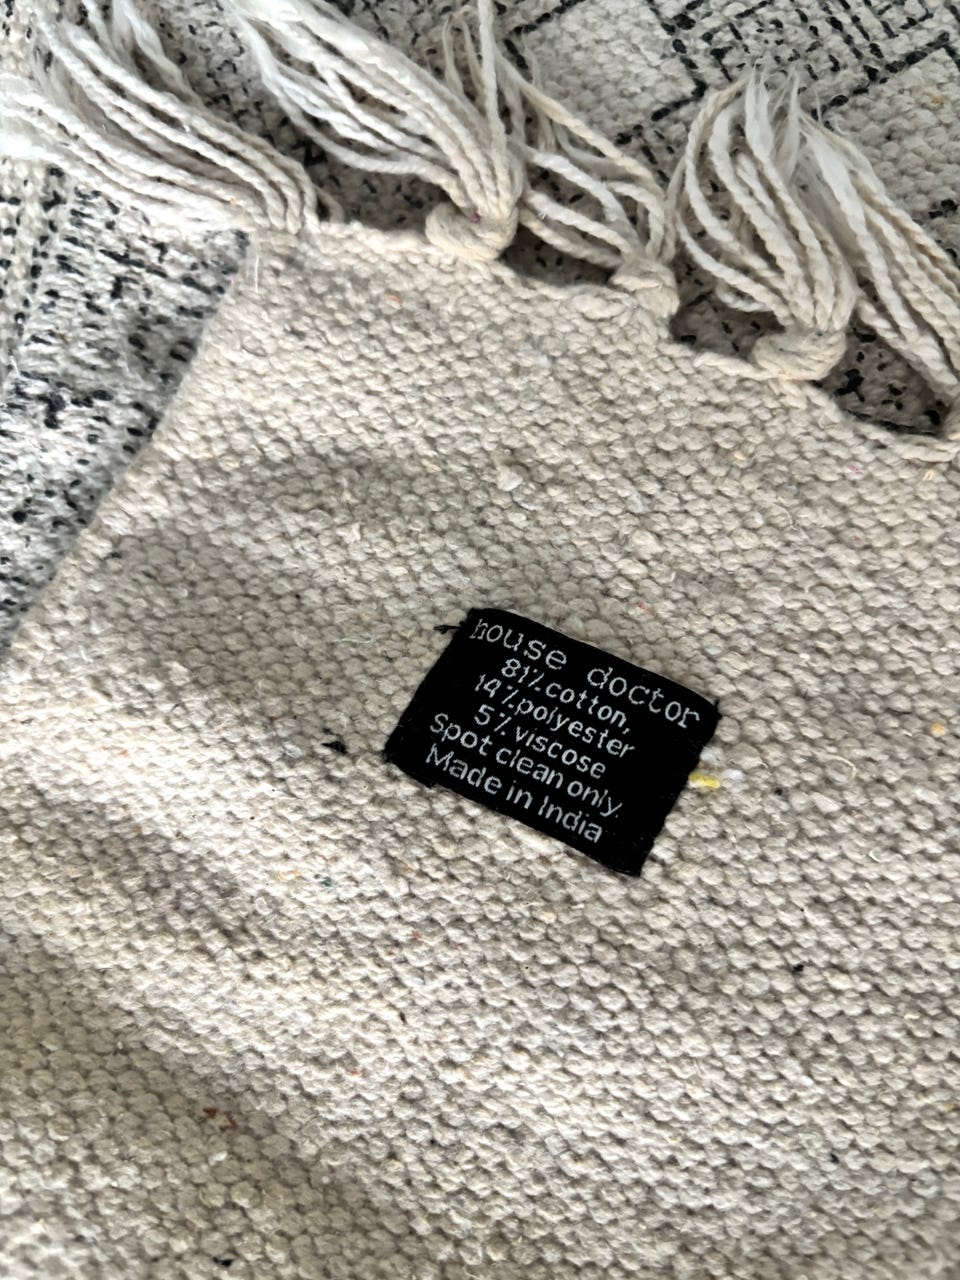 house doctor
81% cotton,
14% polyester
5% viscose
Spot clean only.
Made in India